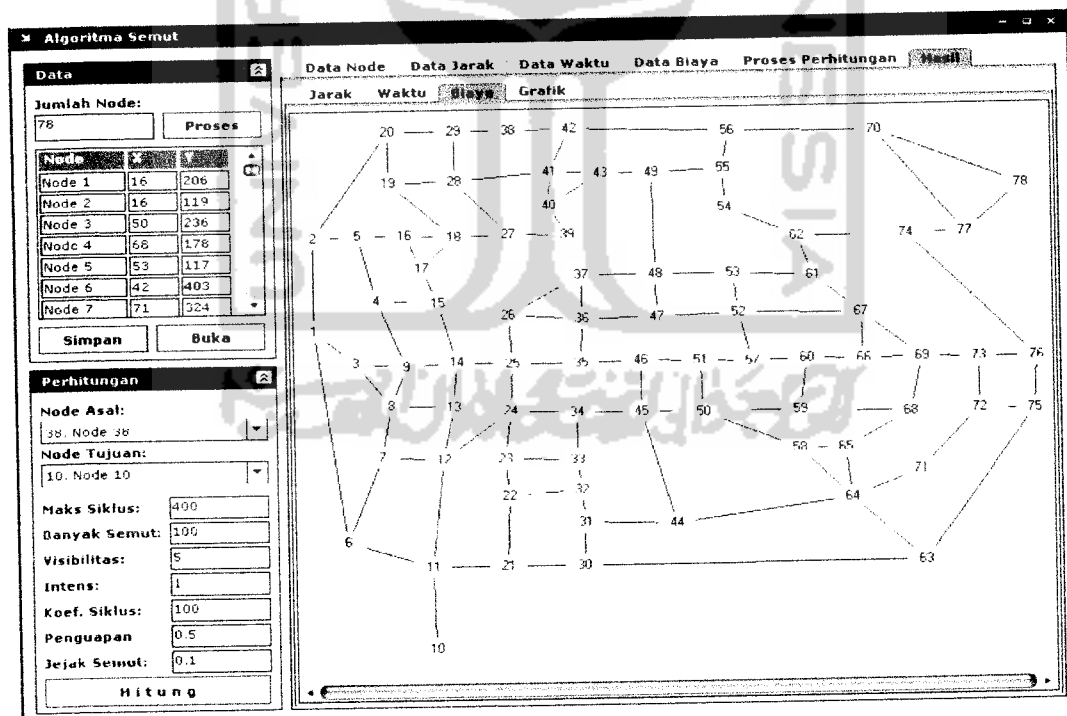 Algoritma Semut
Data
Jumlah Node:
78 Proses
Node X Y
Node 1 16 206
Node 2 16 119
Node 3 50 236
Node 4 68 178
Node 5 53 117
Node 6 42 403
Node 7 71 324
Simpan Buka
Perhitungan
Node Asal:
38. Node 38
Node Tujuan:
10. Node 10
Maks Siklus: 400
Banyak Semut: 100
Visibilitas: 5
Intens: 1
Koef. Siklus: 100
Penguapan 0.5
Jejak Semut: 0.1
Hitung
Data Node Data Jarak Data Waktu Data Biaya Proses Perhitungan Hasil
Jarak Waktu Biaya Grafik
20 29 38 42 56 70
41 43 49 55
19 28 78
40 54
2 5 16 18 27 39 62 74 77
17 37 48 53 61
4 15 26 36 47 52 67
1
3 9 14 25 35 46 51 57 60 66 69 73 76
8 13 24 34 45 50 59 68 72 75
7 12 23 33 58 65
22 32 64 71
31 44
6 11 21 30 63
10
UNIVER
NESIA